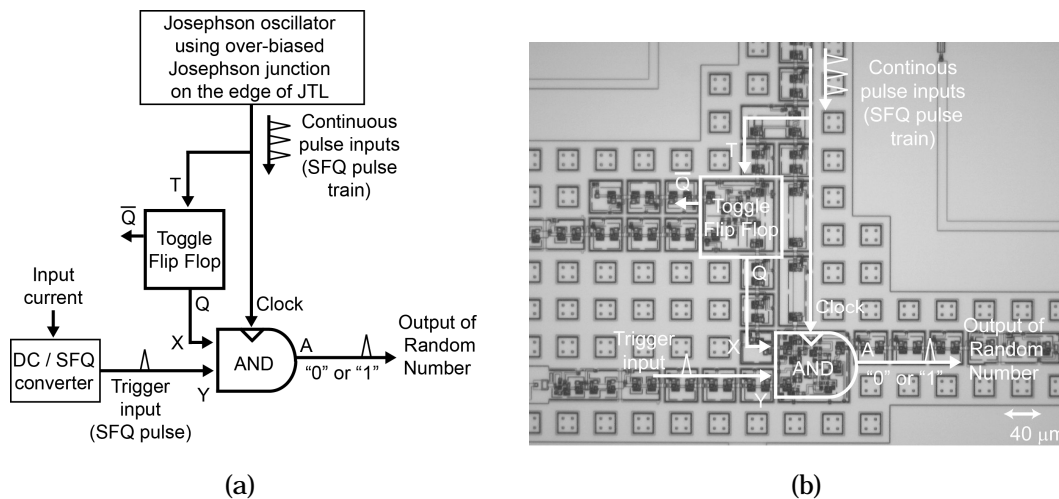 Josephson oscillator
using over-biased
Josephson junction
on the edge of JTL
Continuous
pulse inputs
(SFQ pulse
train)
T
Q̅
Toggle
Flip Flop
Input
current
Q
Clock
X
DC / SFQ
converter
AND
A
"0" or "1"
Output of
Random
Number
Y
Trigger
input
(SFQ pulse)
(a)
Continous
pulse inputs
(SFQ pulse
train)
T
Q̅
Toggle
Flip Flop
Q
Clock
Trigger
input
X
AND
A
"0" or "1"
Output of
Random
Number
Y
40 μm
(b)